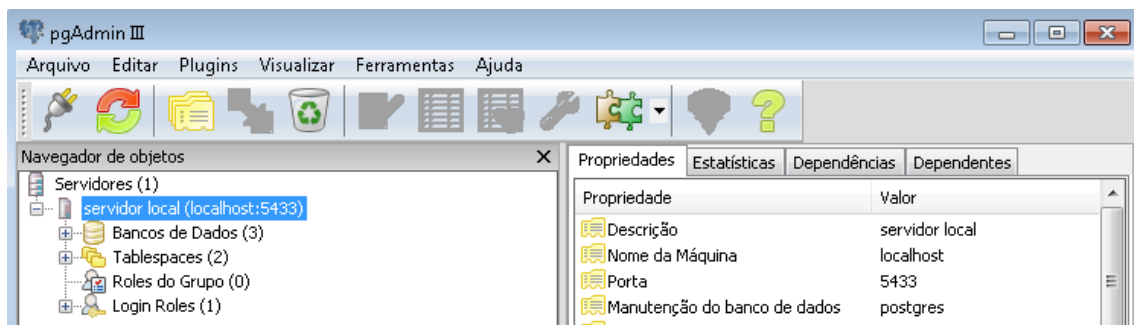 pgAdmin III
Arquivo Editar Plugins Visualizar Ferramentas Ajuda
Navegador de objetos
Servidores (1)
servidor local (localhost:5433)
Bancos de Dados (3)
Tablespaces (2)
Roles do Grupo (0)
Login Roles (1)
Propriedades Estatísticas Dependências Dependentes
Propriedade Valor
Descrição servidor local
Nome da Máquina localhost
Porta 5433
Manutenção do banco de dados postgres